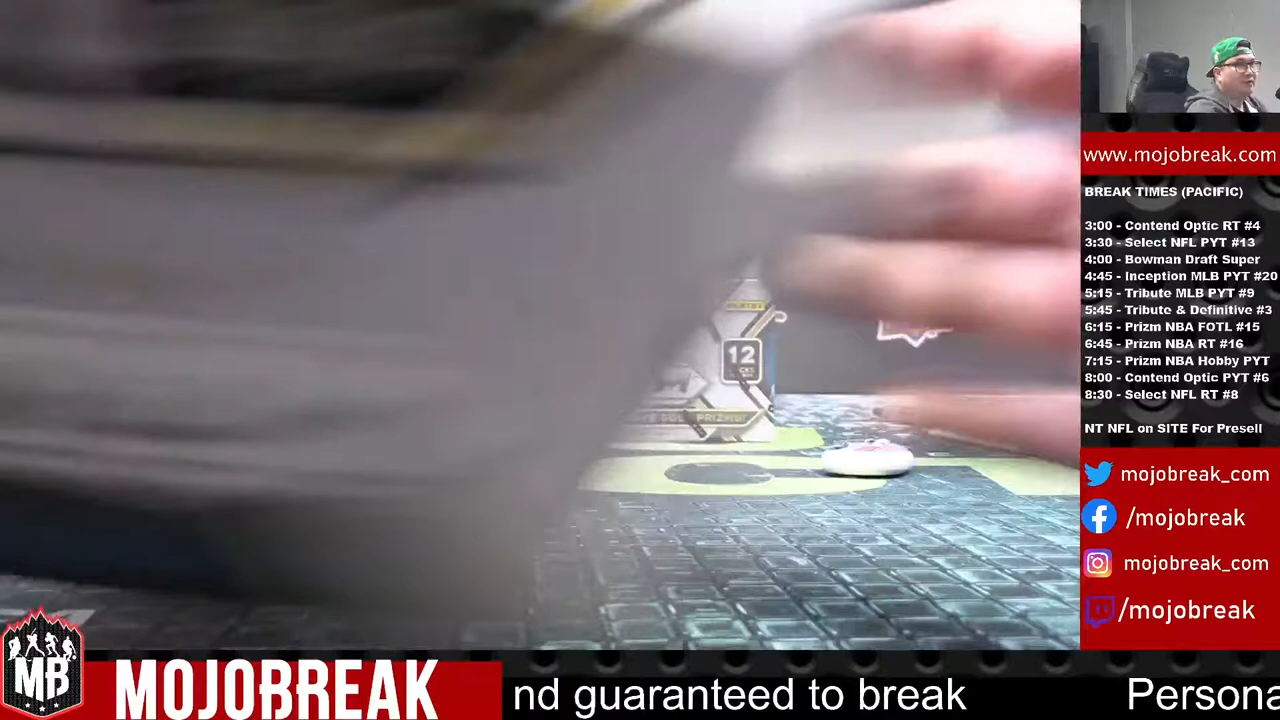 12
www.mojobreak.com
BREAK TIMES (PACIFIC)
3:00 - Contend Optic RT #4
3:30 - Select NFL PYT #13
4:00 - Bowman Draft Super
4:45 - Inception MLB PYT #20
5:15 - Tribute MLB PYT #9
5:45 - Tribute & Definitive #3
6:15 - Prizm NBA FOTL #15
6:45 - Prizm NBA RT #16
7:15 - Prizm NBA Hobby PYT
8:00 - Contend Optic PYT #6
8:30 - Select NFL RT #8
NT NFL on SITE For Presell
mojobreak_com
/mojobreak
mojobreak_com
/mojobreak
MB
MOJOBREAK
nd guaranteed to break Persona